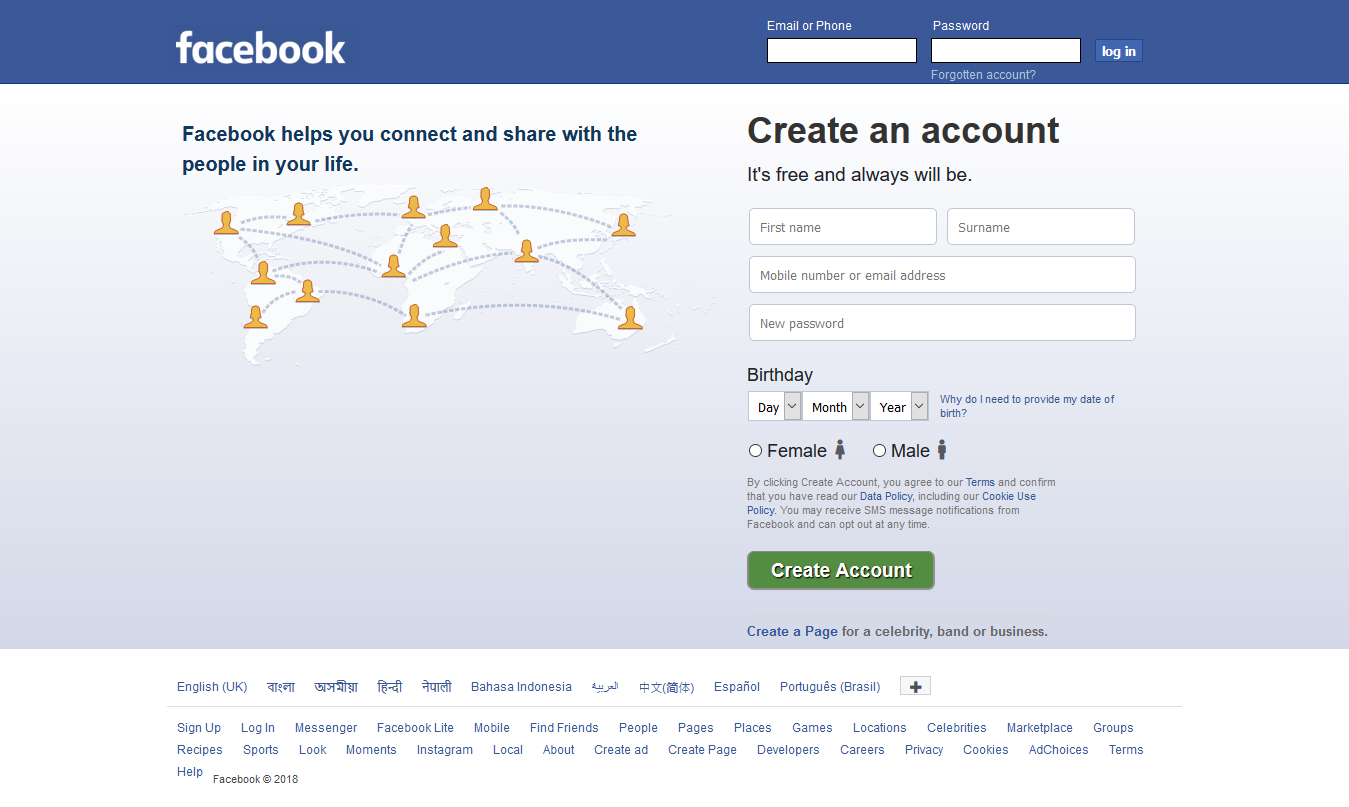 facebook
Email or Phone
Password
log in
Forgotten account?
Facebook helps you connect and share with the
people in your life.
Create an account
It's free and always will be.
First name
Surname
Mobile number or email address
New password
Birthday
Day
Month
Year
Why do I need to provide my date of
birth?
Female
Male
By clicking Create Account, you agree to our Terms and confirm
that you have read our Data Policy, including our Cookie Use
Policy. You may receive SMS message notifications from
Facebook and can opt out at any time.
Create Account
Create a Page for a celebrity, band or business.
English (UK) বাংলা অসমীয়া हिन्दी नेपाली Bahasa Indonesia العربية 中文(简体) Español Português (Brasil)
Sign Up Log In Messenger Facebook Lite Mobile Find Friends People Pages Places Games Locations Celebrities Marketplace Groups
Recipes Sports Look Moments Instagram Local About Create ad Create Page Developers Careers Privacy Cookies AdChoices Terms
Help Facebook © 2018